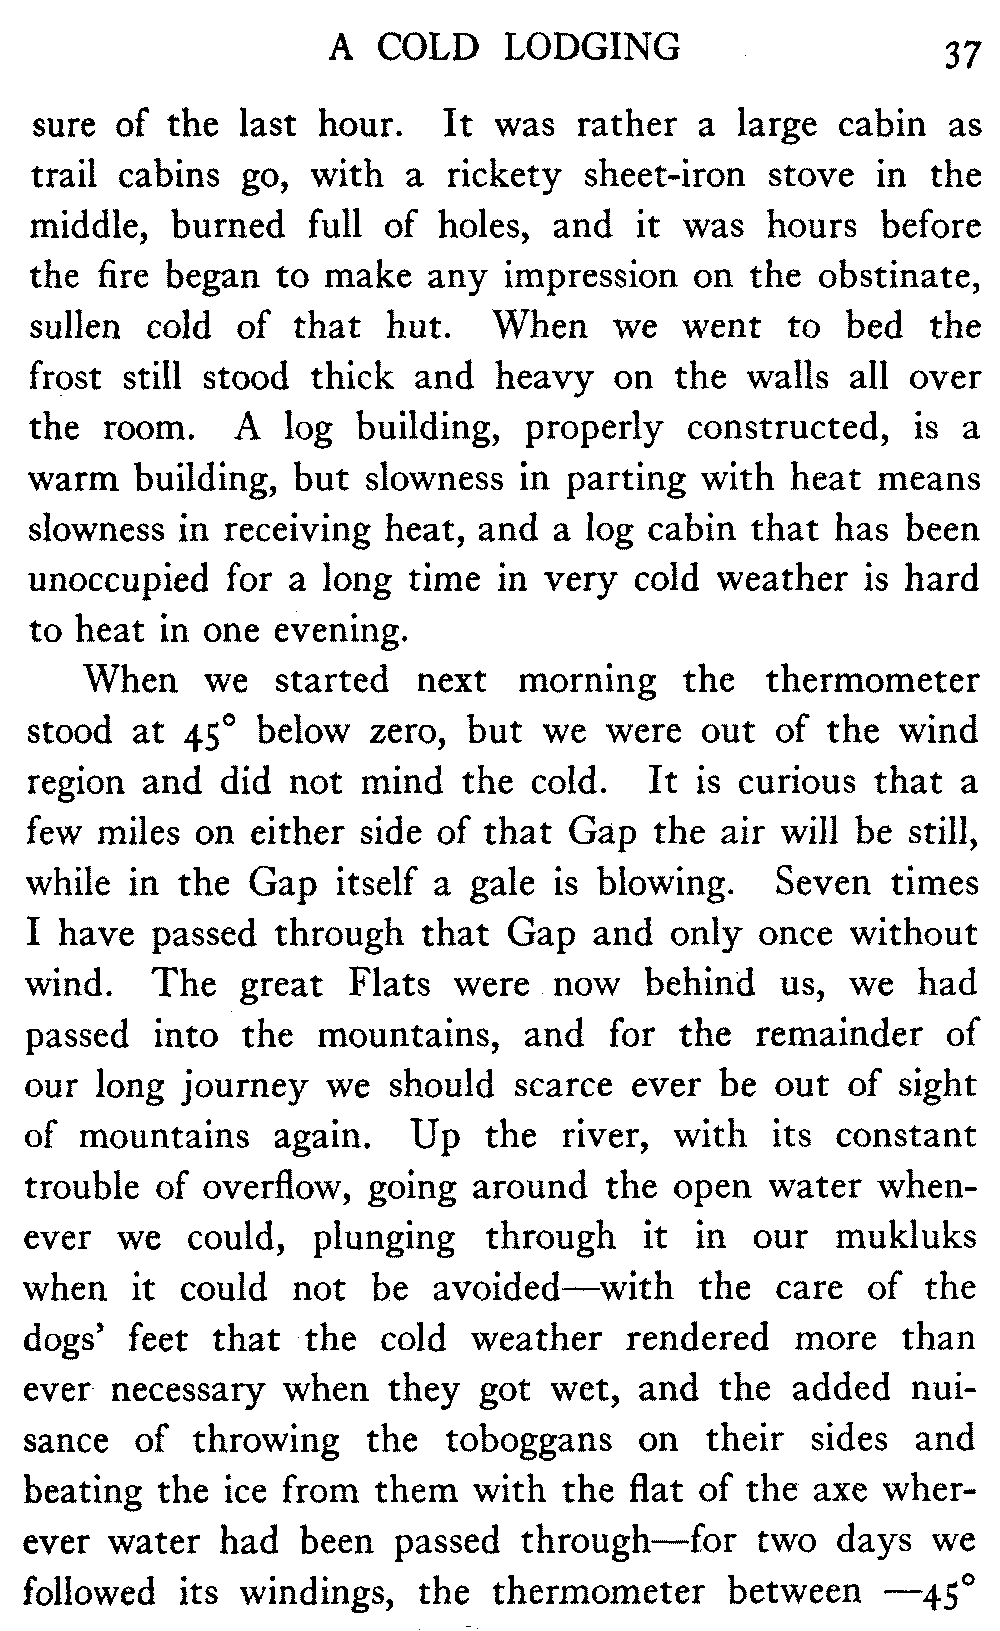 A COLD LODGING 37
sure of the last hour. It was rather a large cabin as
trail cabins go, with a rickety sheet-iron stove in the
middle, burned full of holes, and it was hours before
the fire began to make any impression on the obstinate,
sullen cold of that hut. When we went to bed the
frost still stood thick and heavy on the walls all over
the room. A log building, properly constructed, is a
warm building, but slowness in parting with heat means
slowness in receiving heat, and a log cabin that has been
unoccupied for a long time in very cold weather is hard
to heat in one evening.
When we started next morning the thermometer
stood at 45° below zero, but we were out of the wind
region and did not mind the cold. It is curious that a
few miles on either side of that Gap the air will be still,
while in the Gap itself a gale is blowing. Seven times
I have passed through that Gap and only once without
wind. The great Flats were now behind us, we had
passed into the mountains, and for the remainder of
our long journey we should scarce ever be out of sight
of mountains again. Up the river, with its constant
trouble of overflow, going around the open water when-
ever we could, plunging through it in our mukluks
when it could not be avoided—with the care of the
dogs' feet that the cold weather rendered more than
ever necessary when they got wet, and the added nui-
sance of throwing the toboggans on their sides and
beating the ice from them with the flat of the axe wher-
ever water had been passed through—for two days we
followed its windings, the thermometer between —45°